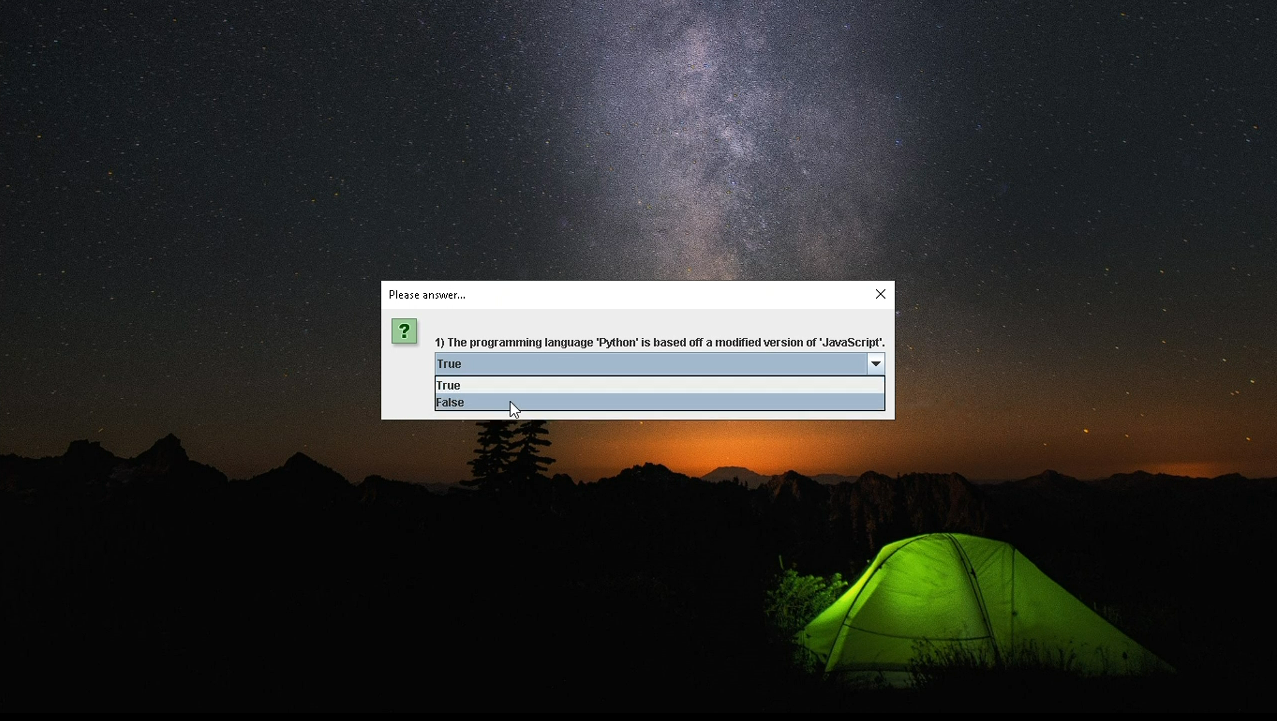 Please answer...
?
1) The programming language 'Python' is based off a modified version of 'JavaScript'.
True
True
False